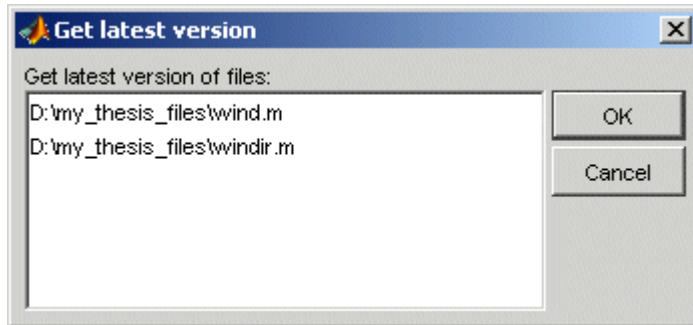 Get latest version
Get latest version of files:
D:\my_thesis_files\wind.m
OK
D:\my_thesis_files\windir.m
Cancel